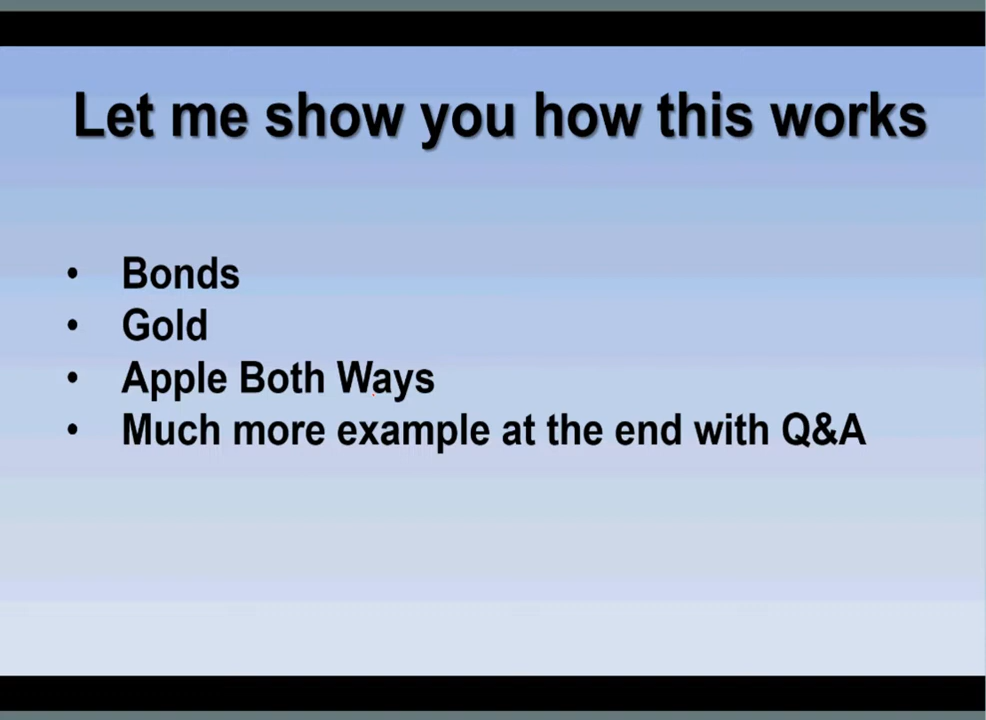 Let me show you how this works
• Bonds
• Gold
• Apple Both Ways
• Much more example at the end with Q&A